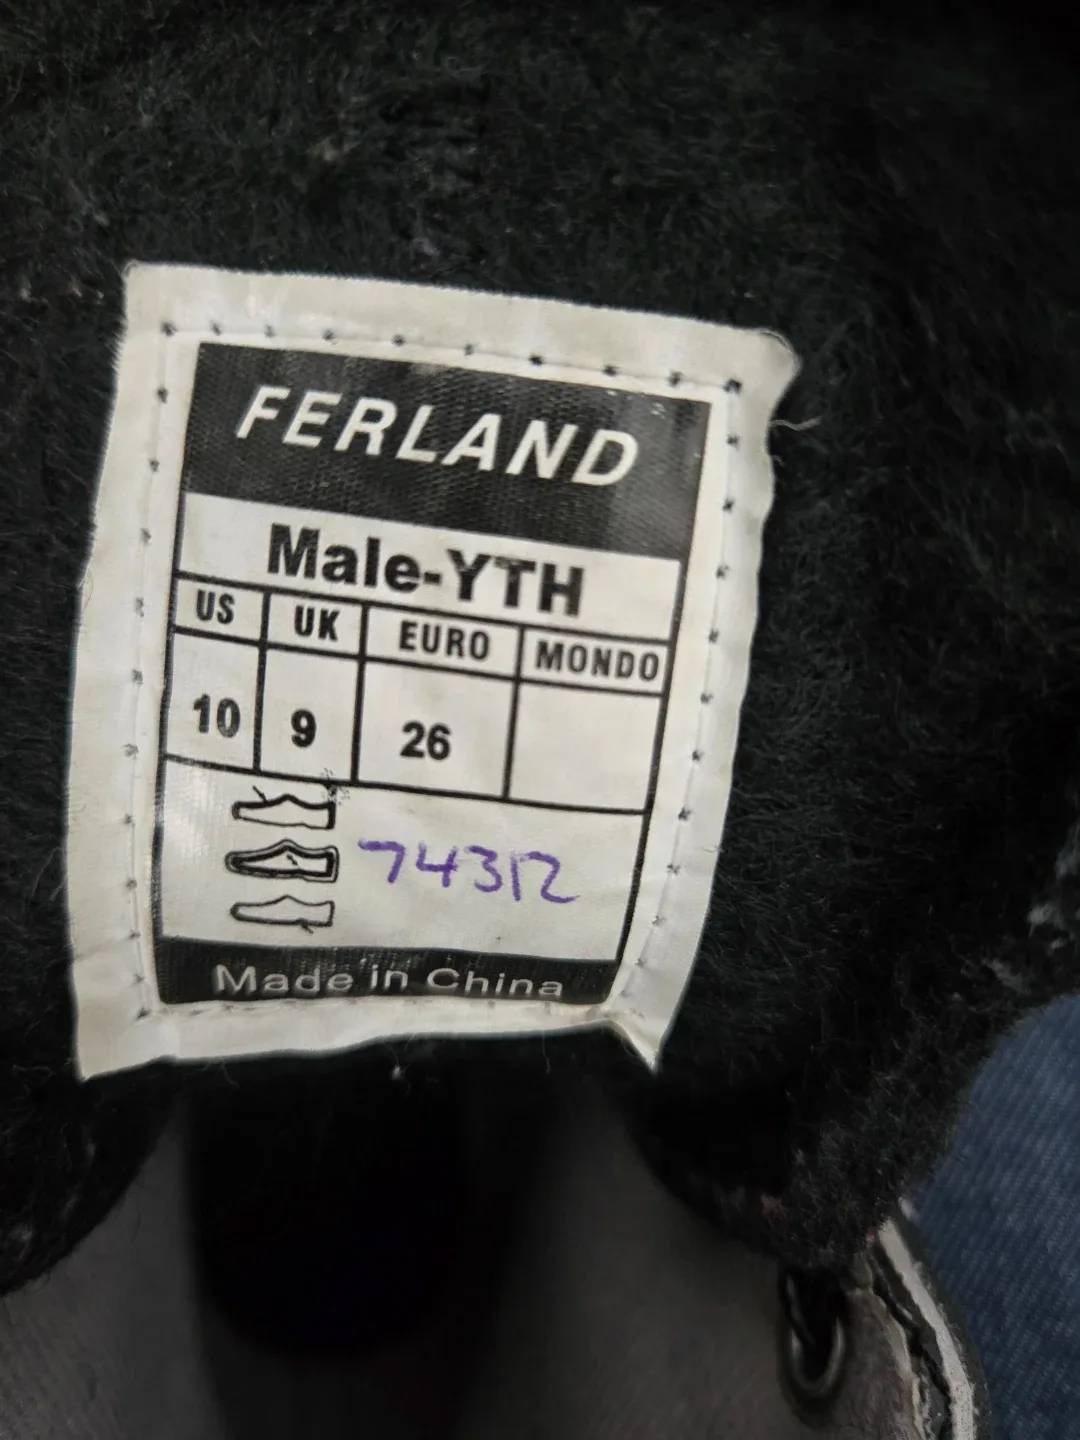 FERLAND
Male-YTH
US UK EURO MONDO
10 9 26
74312
Made in China